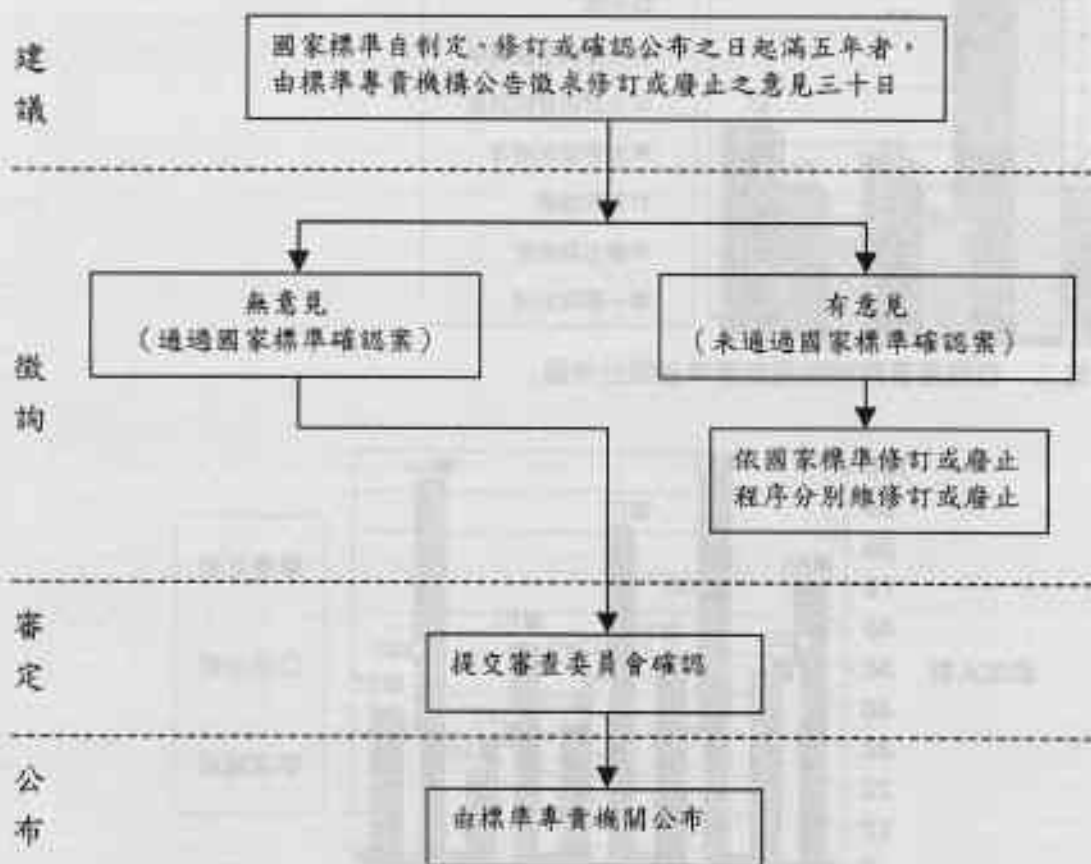 建議
國家標準自制定、修訂或確認公布之日起滿五年者，
由標準專責機構公告徵求修訂或廢止之意見三十日
徵詢
無意見
（通過國家標準確認案）
有意見
（未通過國家標準確認案）
依國家標準修訂或廢止
程序分別維修訂或廢止
審定
提交審查委員會確認
公布
由標準專責機關公布